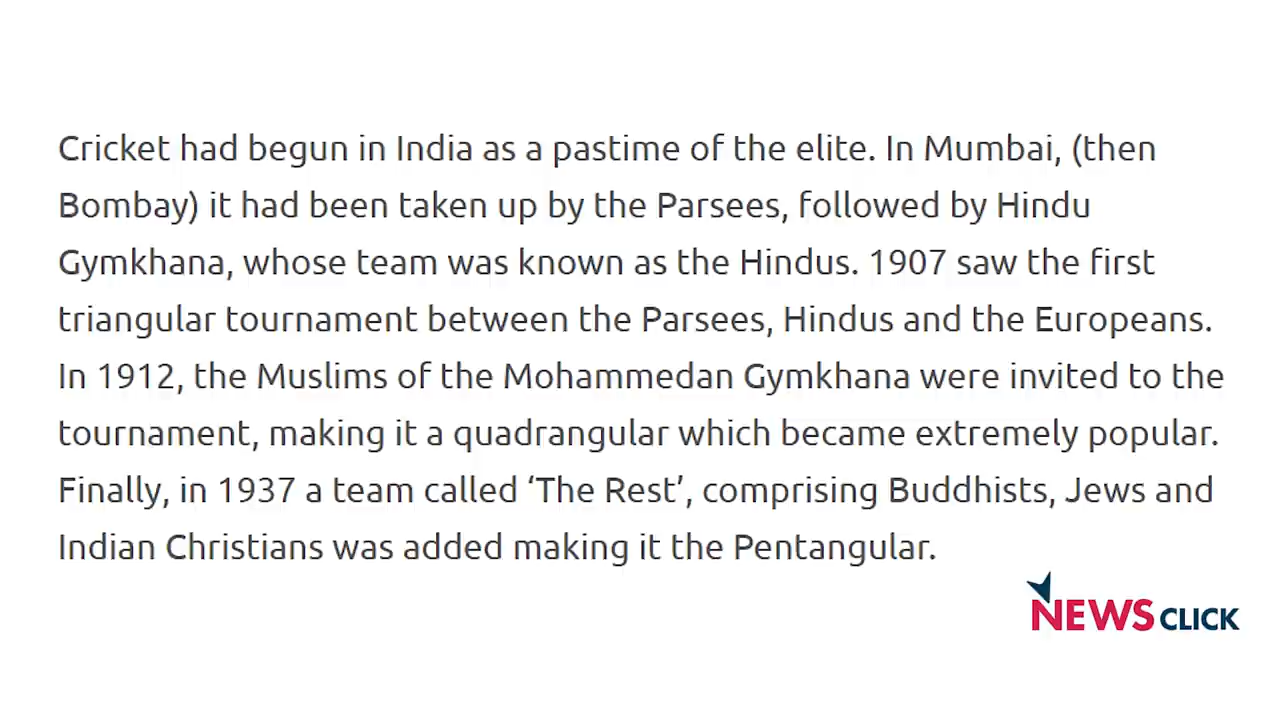 Cricket had begun in India as a pastime of the elite. In Mumbai, (then
Bombay) it had been taken up by the Parsees, followed by Hindu
Gymkhana, whose team was known as the Hindus. 1907 saw the first
triangular tournament between the Parsees, Hindus and the Europeans.
In 1912, the Muslims of the Mohammedan Gymkhana were invited to the
tournament, making it a quadrangular which became extremely popular.
Finally, in 1937 a team called ‘The Rest’, comprising Buddhists, Jews and
Indian Christians was added making it the Pentangular.
NEWSCLICK